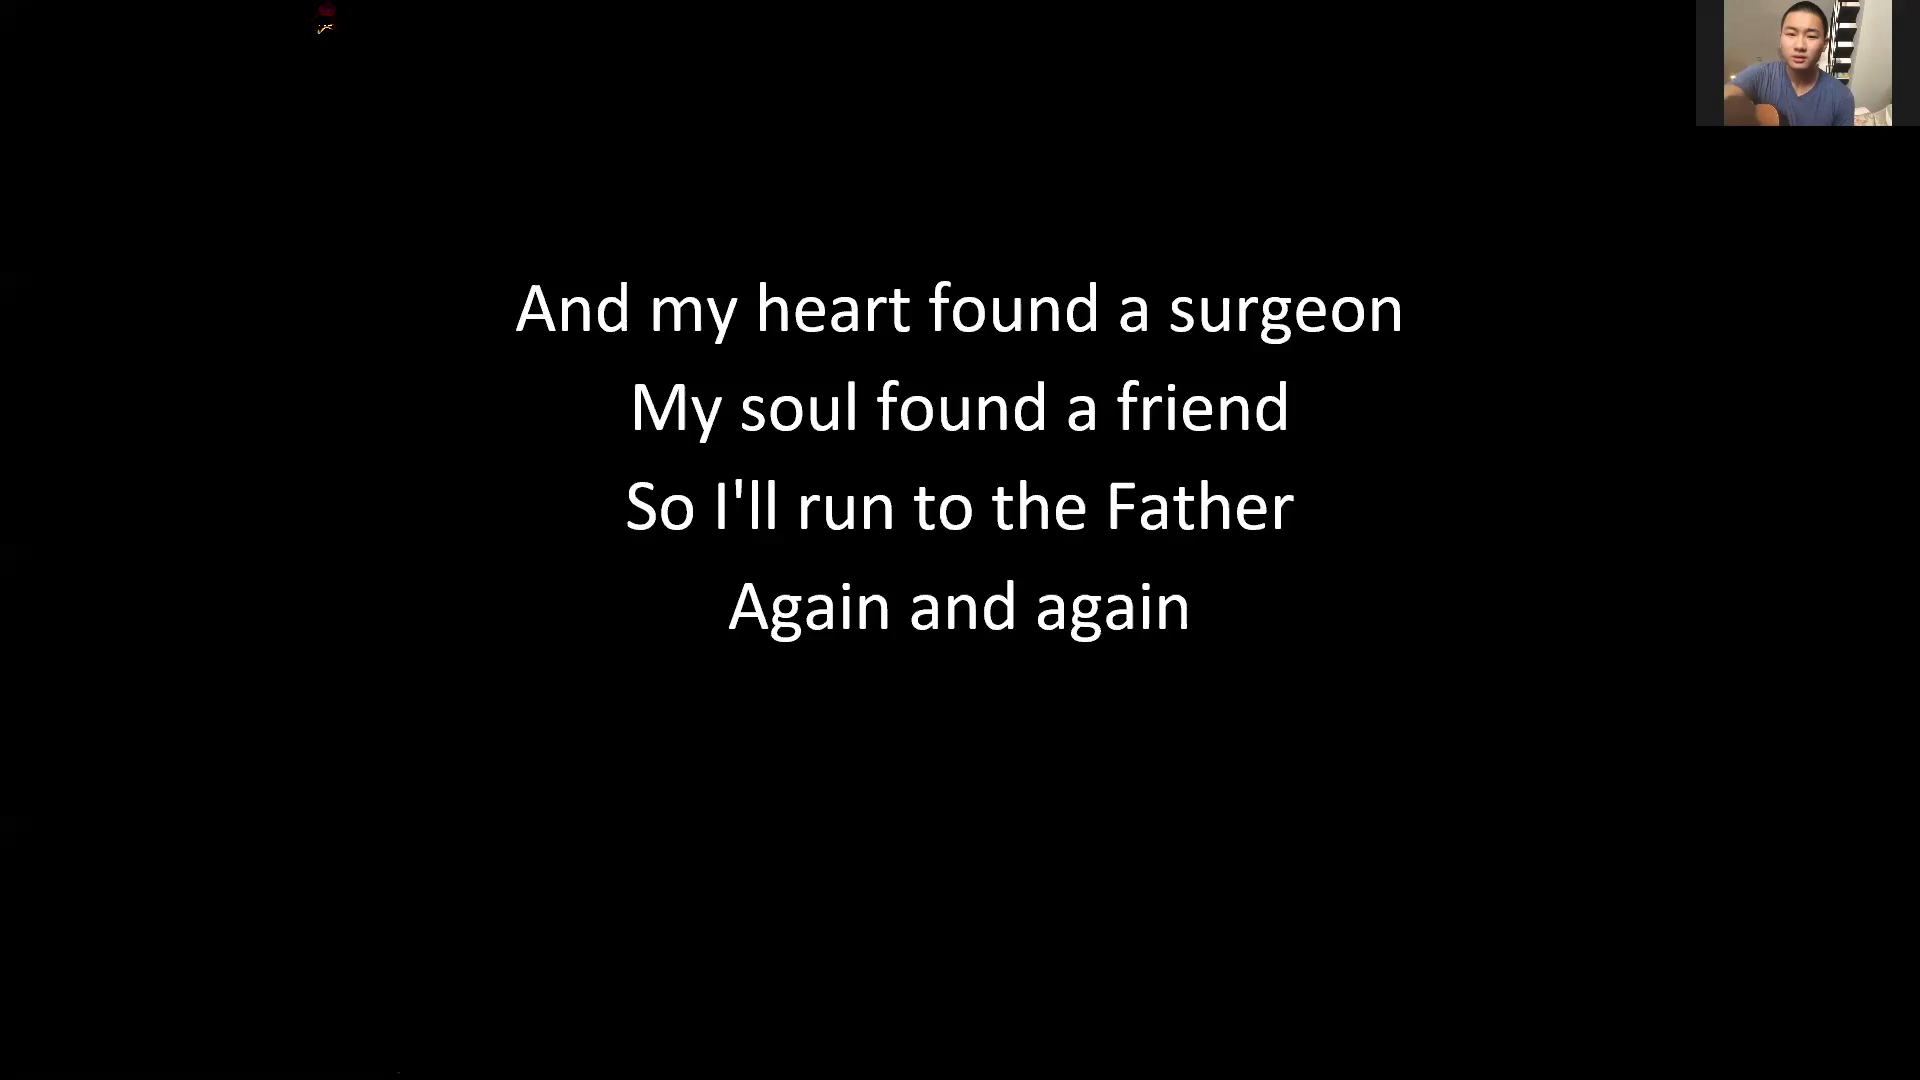 And my heart found a surgeon
My soul found a friend
So I'll run to the Father
Again and again